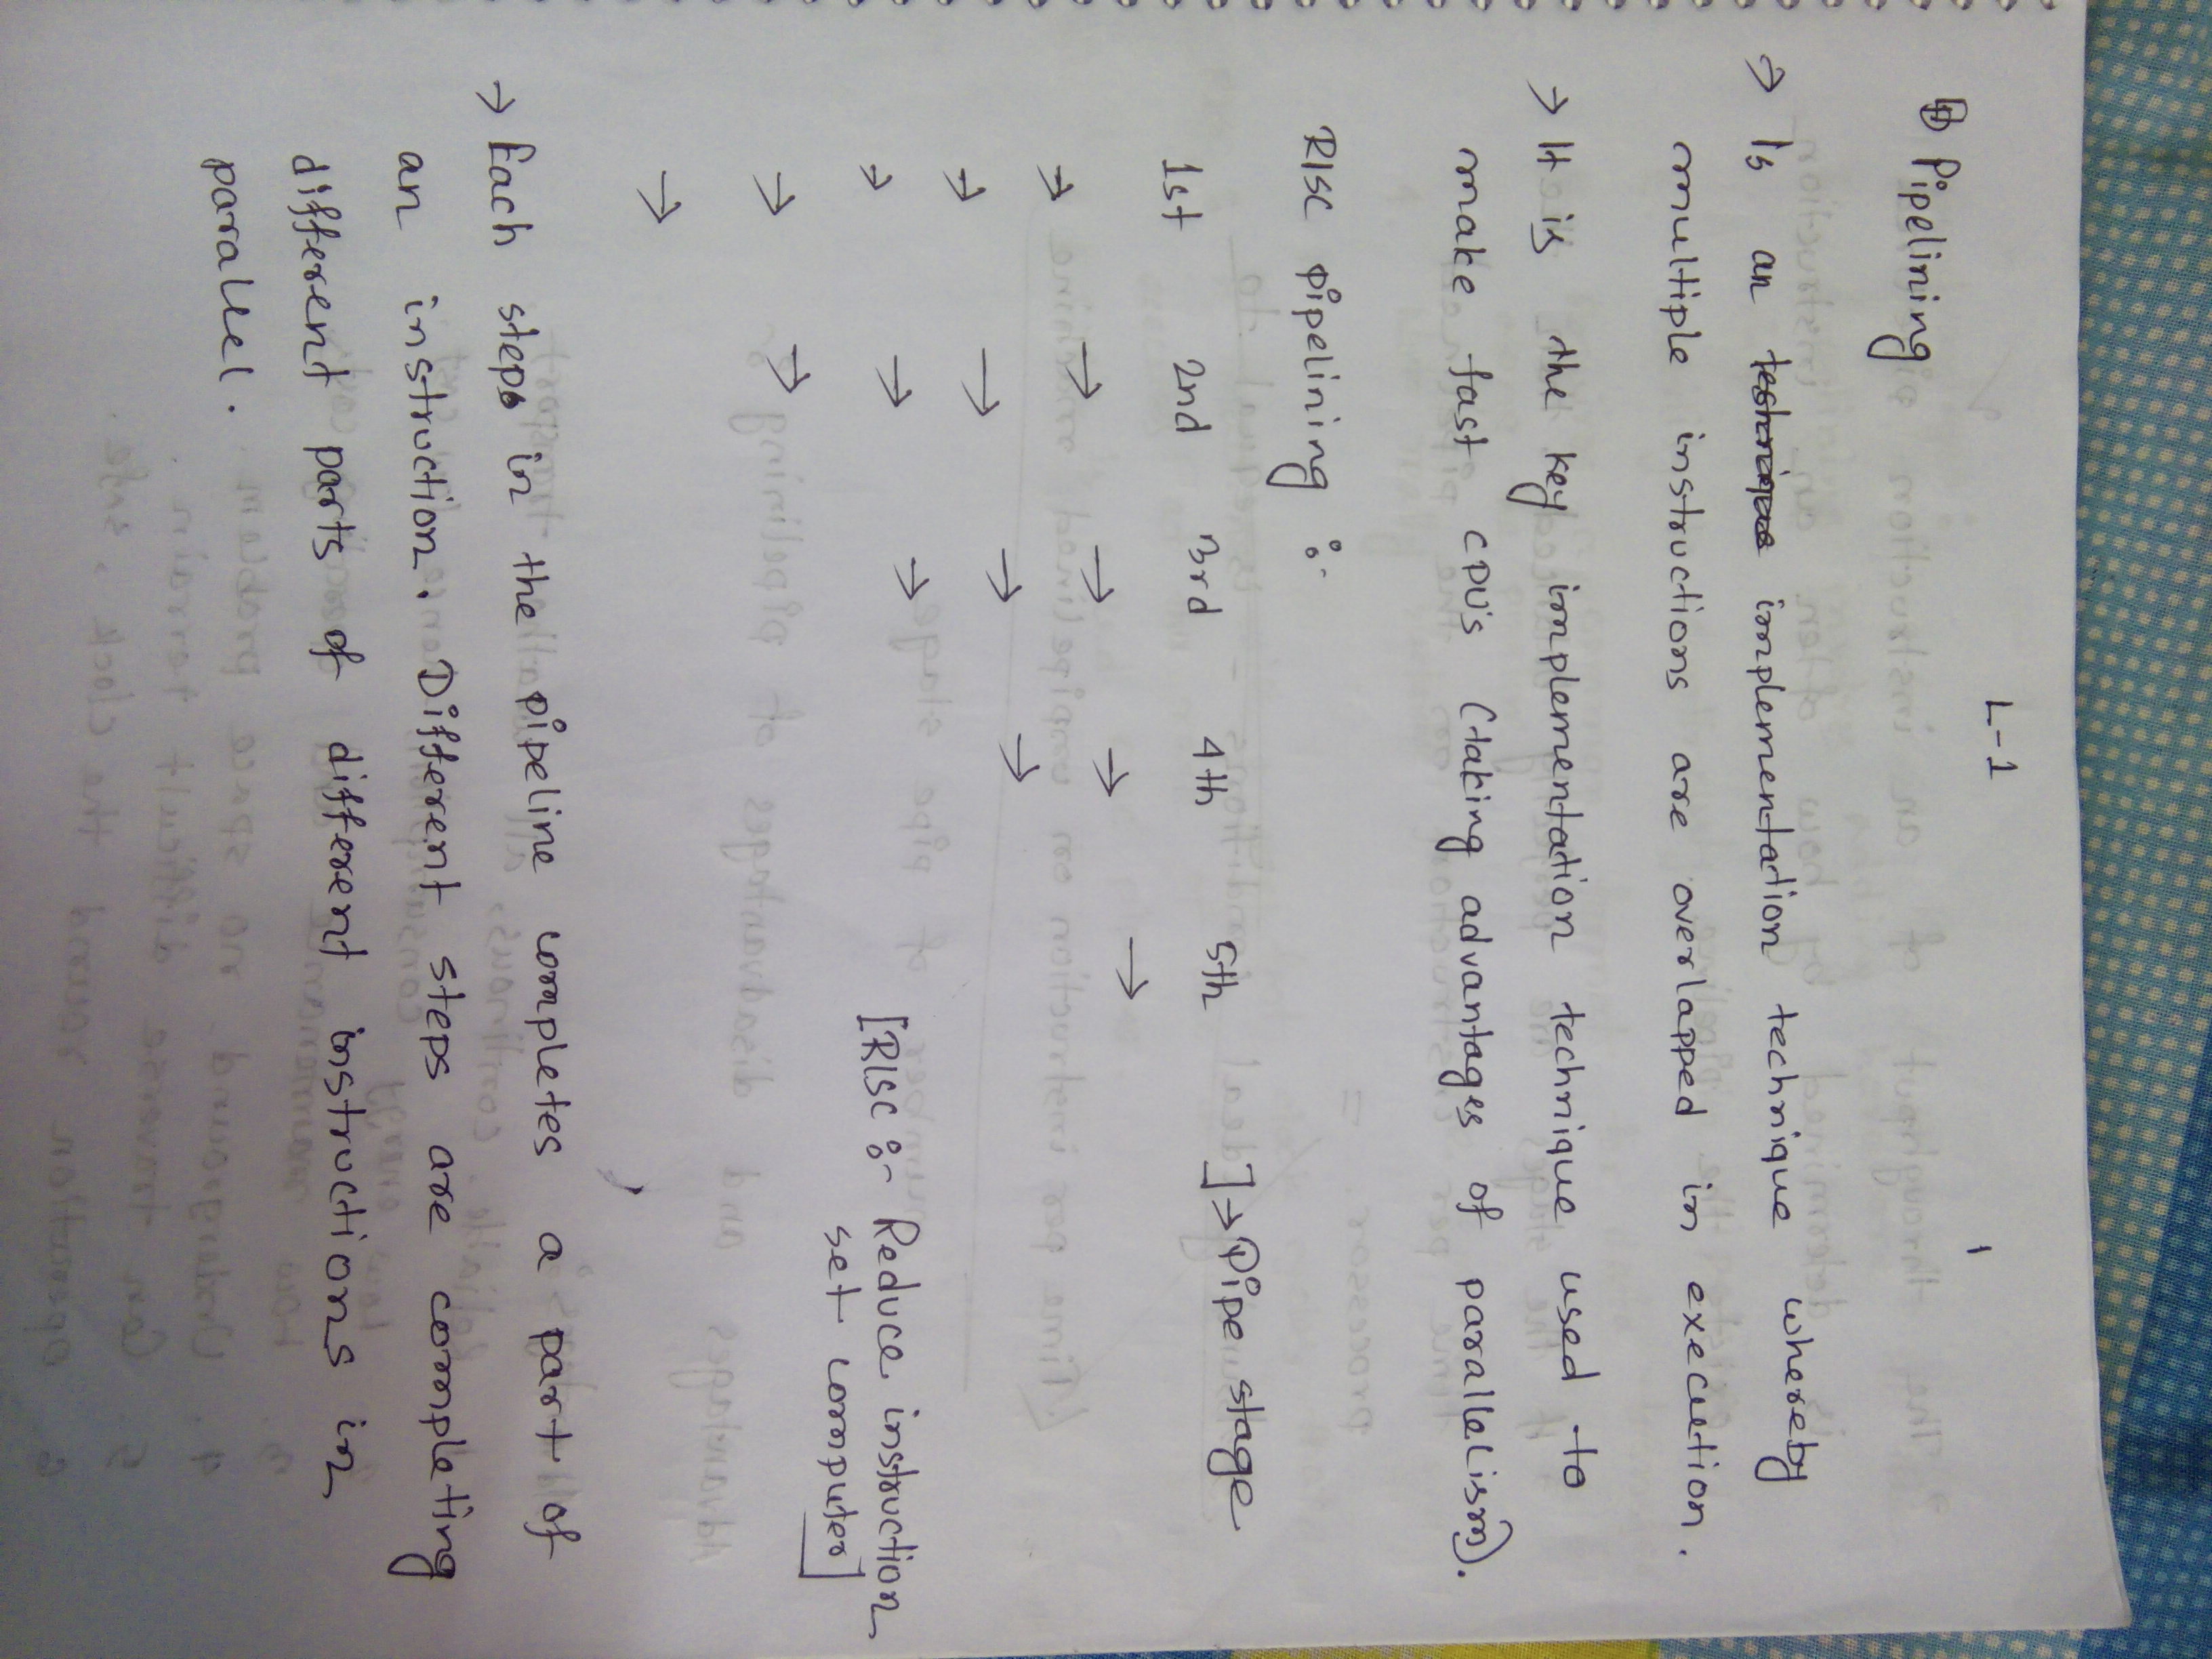 L-1
1
Pipelining
→ Is an technique implementation technique whereby
multiple instructions are overlapped in execution.
→ It is the key implementation technique used to
make fast CPU's (taking advantages of parallelism).
RISC pipelining :-
1st 2nd 3rd 4th 5th ]→ Pipe stage
→ → → → →
→ → → →
→ → →
[RISC :- Reduce instruction
set computer]
→ →
→
→ Each steps in the pipeline completes a part of
an instruction. Different steps are completing
different parts of different instructions in
parallel.